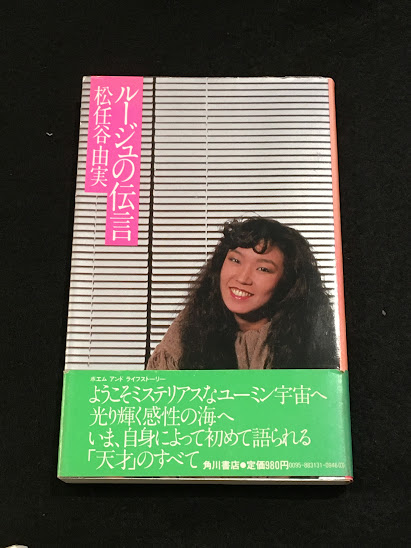 ルージュの伝言
松任谷由実
ポエム アンド ライフストーリー
ようこそミステリアスなユーミン宇宙へ
光り輝く感性の海へ
いま、自身によって初めて語られる
「天才」のすべて
角川書店●定価980円